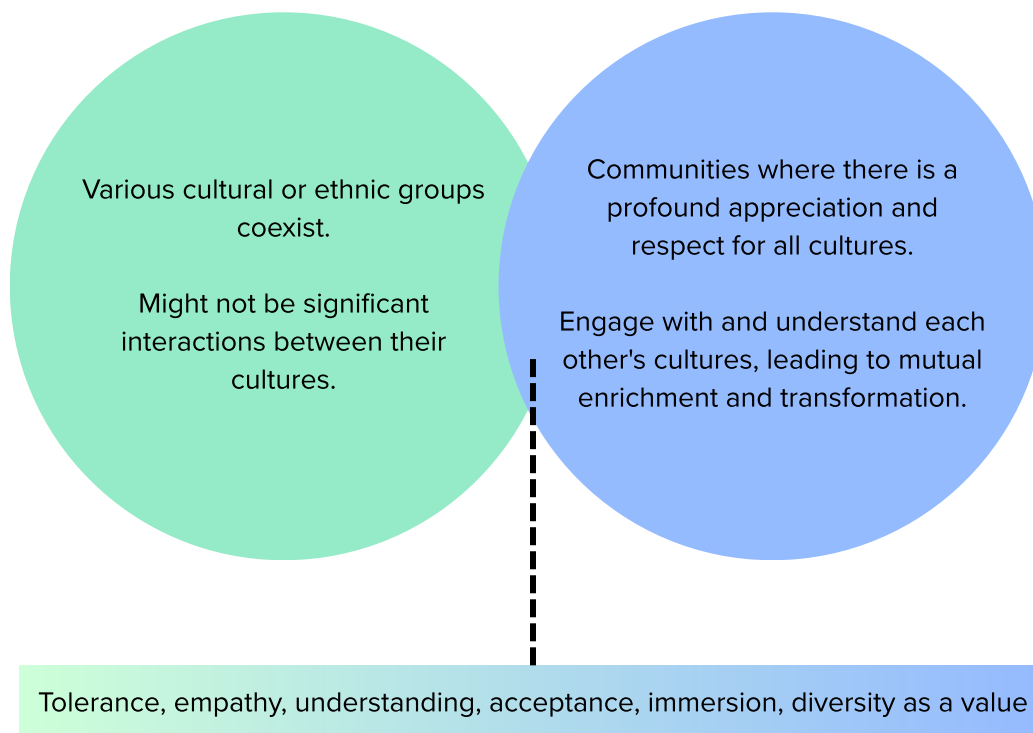 Various cultural or ethnic groups
coexist.
Might not be significant
interactions between their
cultures.
Communities where there is a
profound appreciation and
respect for all cultures.
Engage with and understand each
other's cultures, leading to mutual
enrichment and transformation.
Tolerance, empathy, understanding, acceptance, immersion, diversity as a value